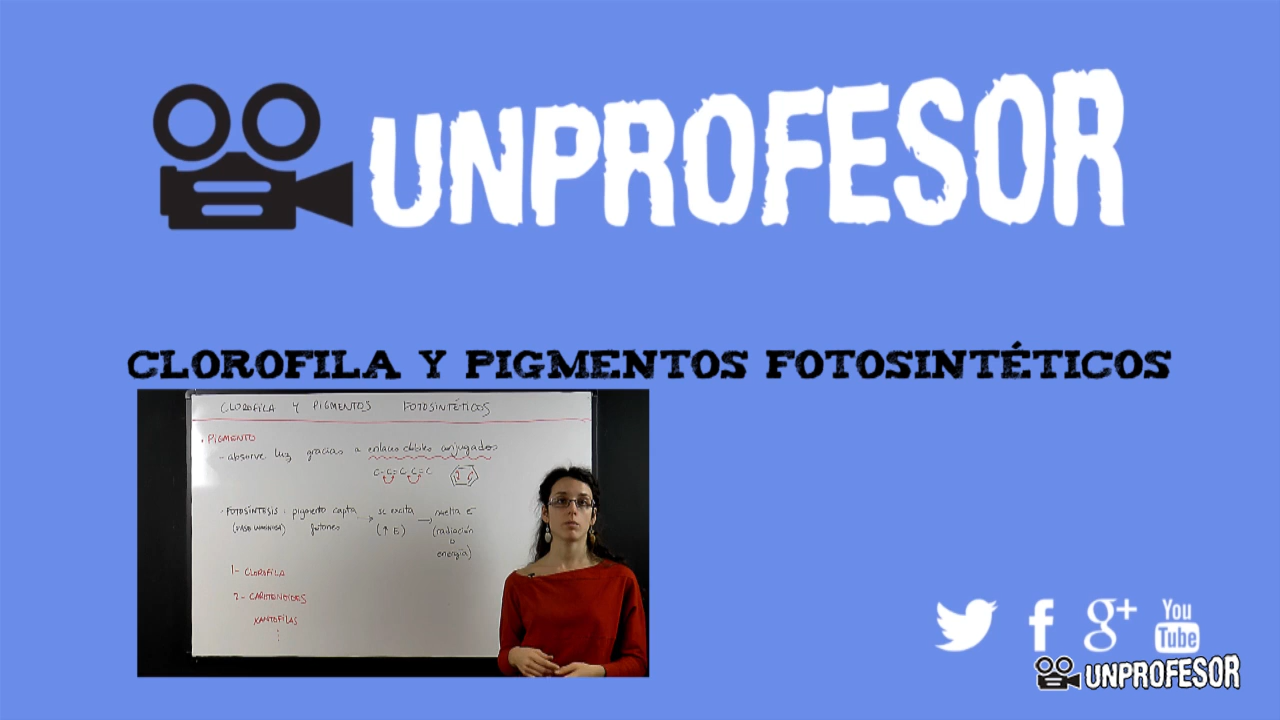 UNPROFESOR
CLOROFILA Y PIGMENTOS FOTOSINTÉTICOS
CLOROFILA Y PIGMENTOS FOTOSINTÉTICOS
· PIGMENTO
- absorve luz gracias a enlaces dobles conjugados
C-C=C-C=C
· FOTOSÍNTESIS: pigmento capta → se excita → suelta e-
(FASE LUMINOSA) fotones (↑ E) (radiación
o
energía)
1- CLOROFILA
2- CAROTENOIDES
XANTOFILAS
⋮
g+ You
Tube
UNPROFESOR